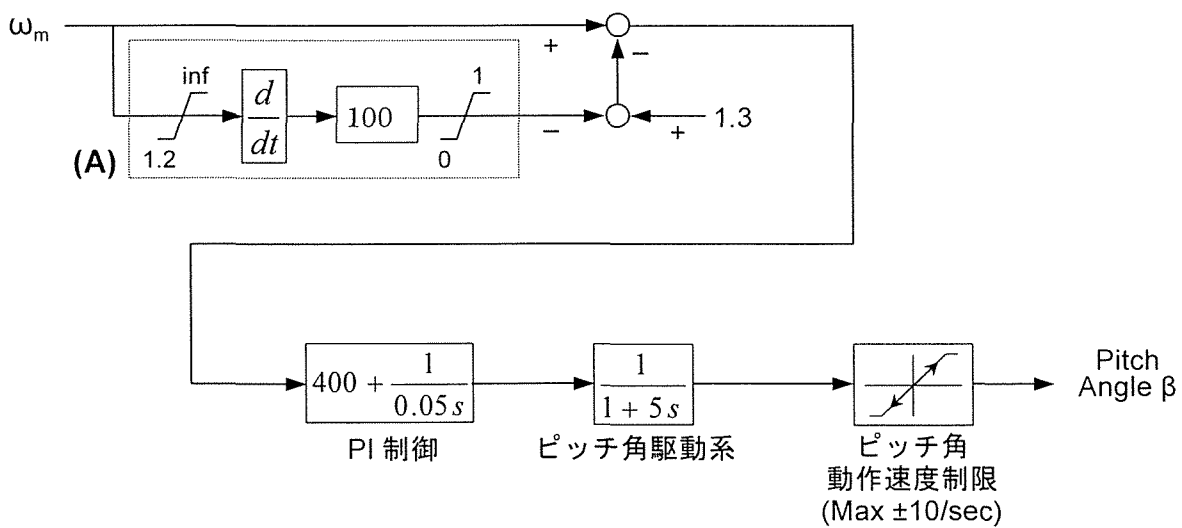 ωm
+
−
inf
1.2
d
dt
100
1
0
−
+
1.3
(A)
400 + 1
0.05s
PI 制御
1
1 + 5s
ピッチ角駆動系
ピッチ角
動作速度制限
(Max ±10/sec)
Pitch
Angle β